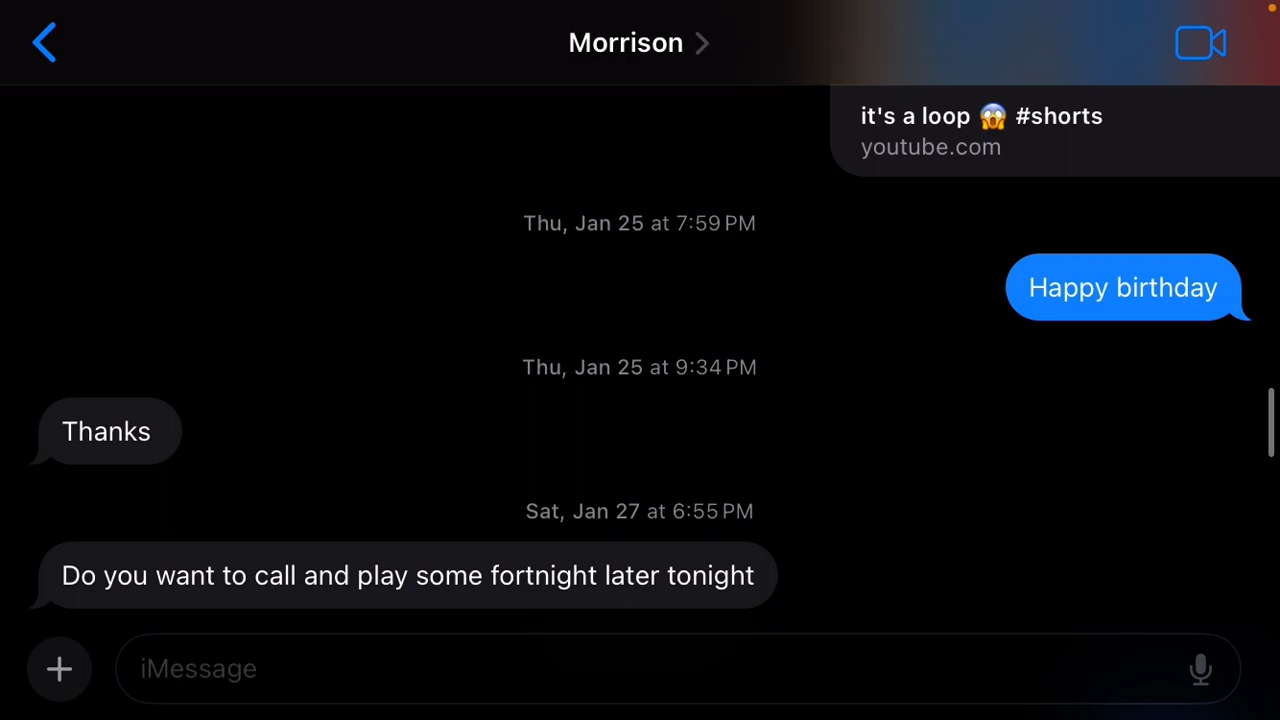 Morrison
it's a loop 😱 #shorts
youtube.com
Thu, Jan 25 at 7:59 PM
Happy birthday
Thu, Jan 25 at 9:34 PM
Thanks
Sat, Jan 27 at 6:55 PM
Do you want to call and play some fortnight later tonight
iMessage